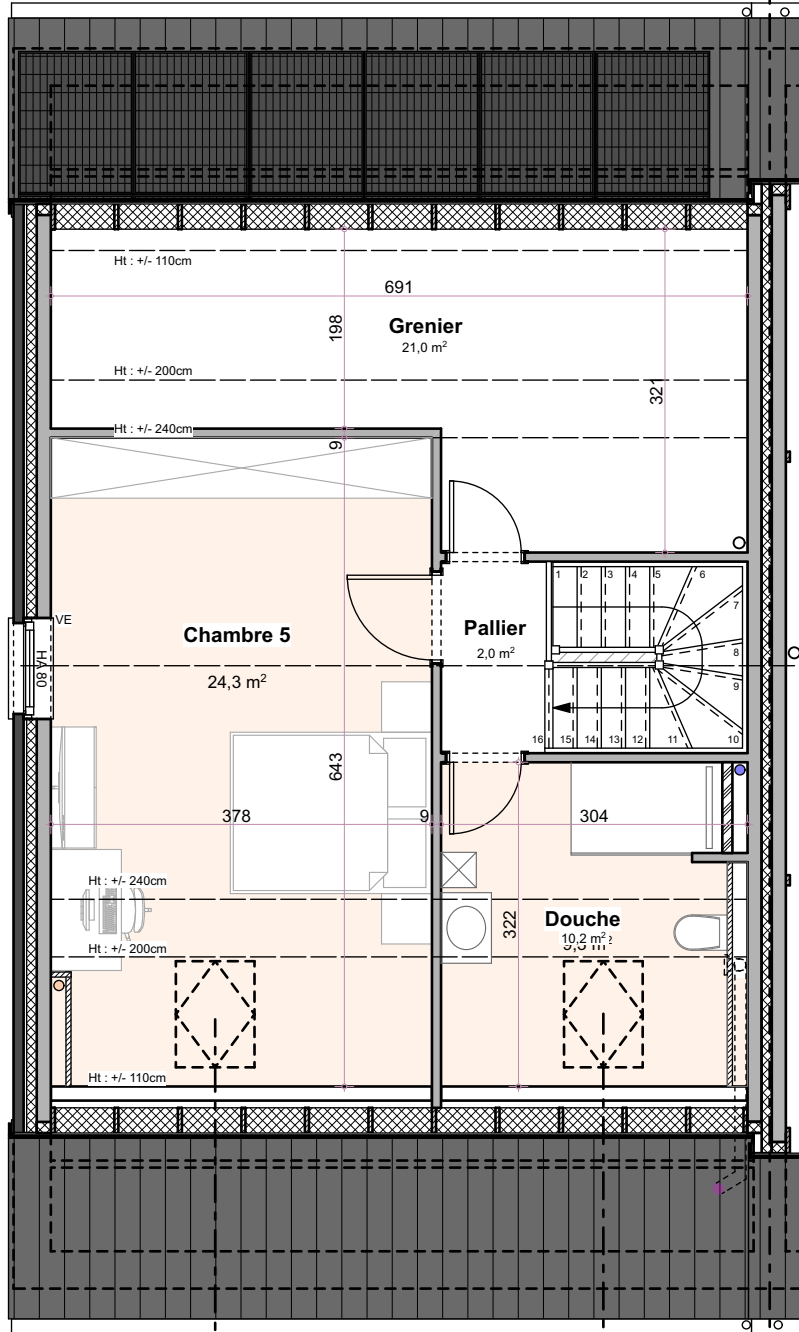 Ht : +/- 110cm
691
198
Grenier
21,0 m²
Ht : +/- 200cm
321
Ht : +/- 240cm
9
1 2 3 4 5 6
7
8
9
10
11
12
13
14
15
16
VE
HA 80
Chambre 5
24,3 m²
Pallier
2,0 m²
643
378
9
304
Ht : +/- 240cm
322
Douche
10,2 m²
Ht : +/- 200cm
Ht : +/- 110cm